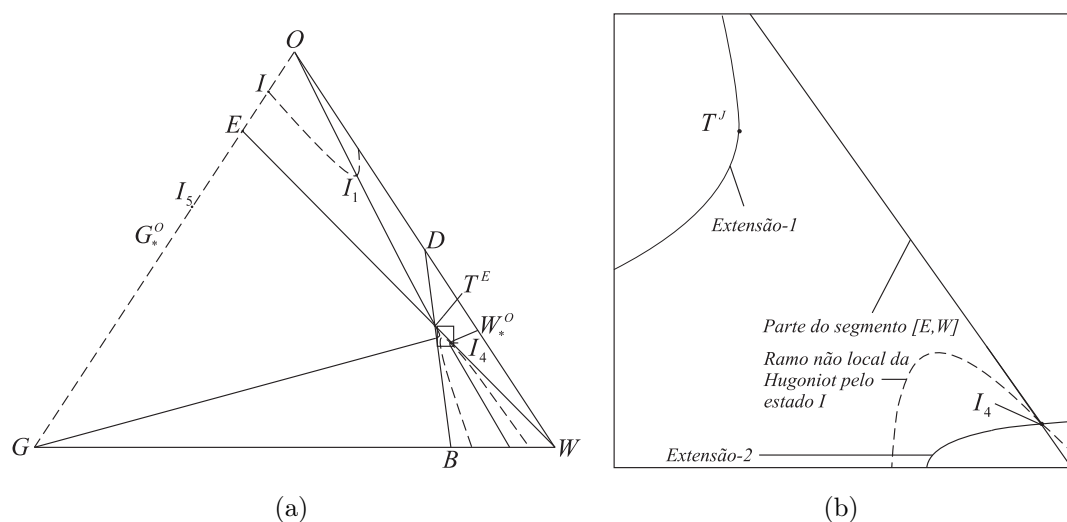 O
I
E
I₁
I₅
G*ᴼ
D
Tᴱ
W*ᴼ
I₄
G
B
W
(a)
Tᴶ
Extensão-1
Parte do segmento [E,W]
Ramo não local da
Hugoniot pelo
estado I
I₄
Extensão-2
(b)